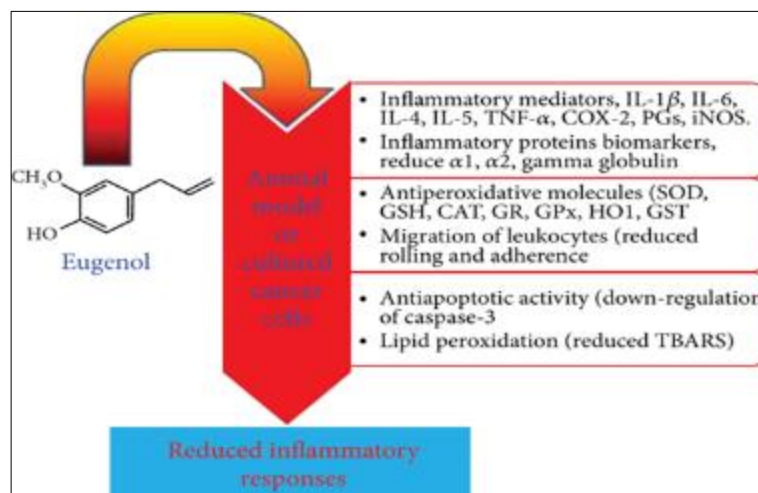 • Inflammatory mediators, IL-1β, IL-6,
IL-4, IL-5, TNF-α, COX-2, PGs, iNOS.
• Inflammatory proteins biomarkers,
reduce α1, α2, gamma globulin
• Antiperoxidative molecules (SOD,
GSH, CAT, GR, GPx, HO1, GST
• Migration of leukocytes (reduced
rolling and adherence
• Antiapoptotic activity (down-regulation
of caspase-3
• Lipid peroxidation (reduced TBARS)
CH₃O
HO
Eugenol
Animal
model
or
cultured
cancer
cells
Reduced inflammatory
responses